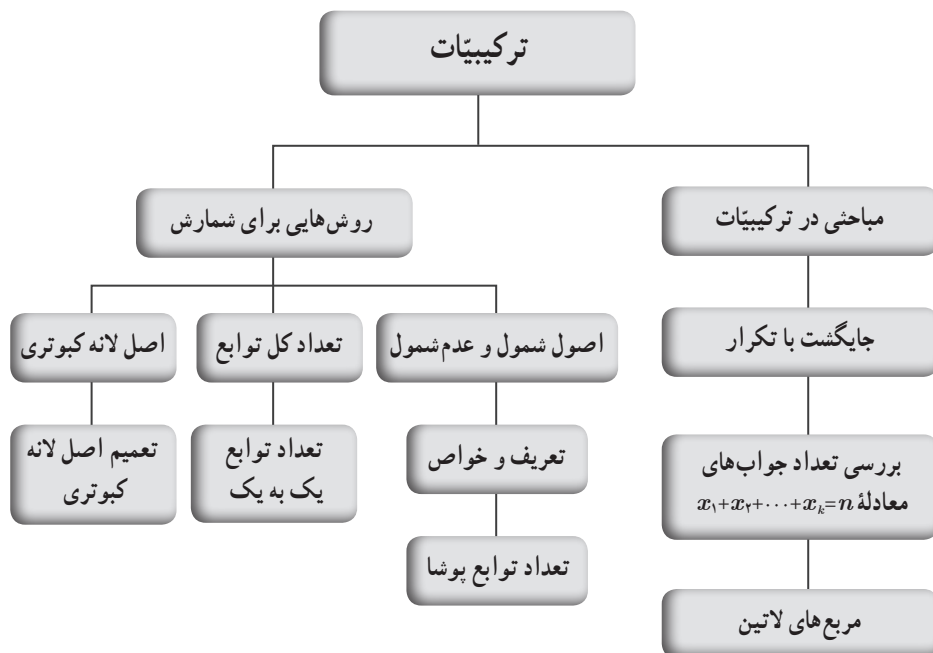 ترکیبیّات
مباحثی در ترکیبیّات
روش‌هایی برای شمارش
جایگشت با تکرار
اصول شمول و عدم‌شمول
تعداد کل توابع
اصل لانه کبوتری
بررسی تعداد جواب‌های
معادلهٔ x₁+x₂+⋯+xₖ=n
تعریف و خواص
تعداد توابع
یک به یک
تعمیم اصل لانه
کبوتری
تعداد توابع پوشا
مربع‌های لاتین